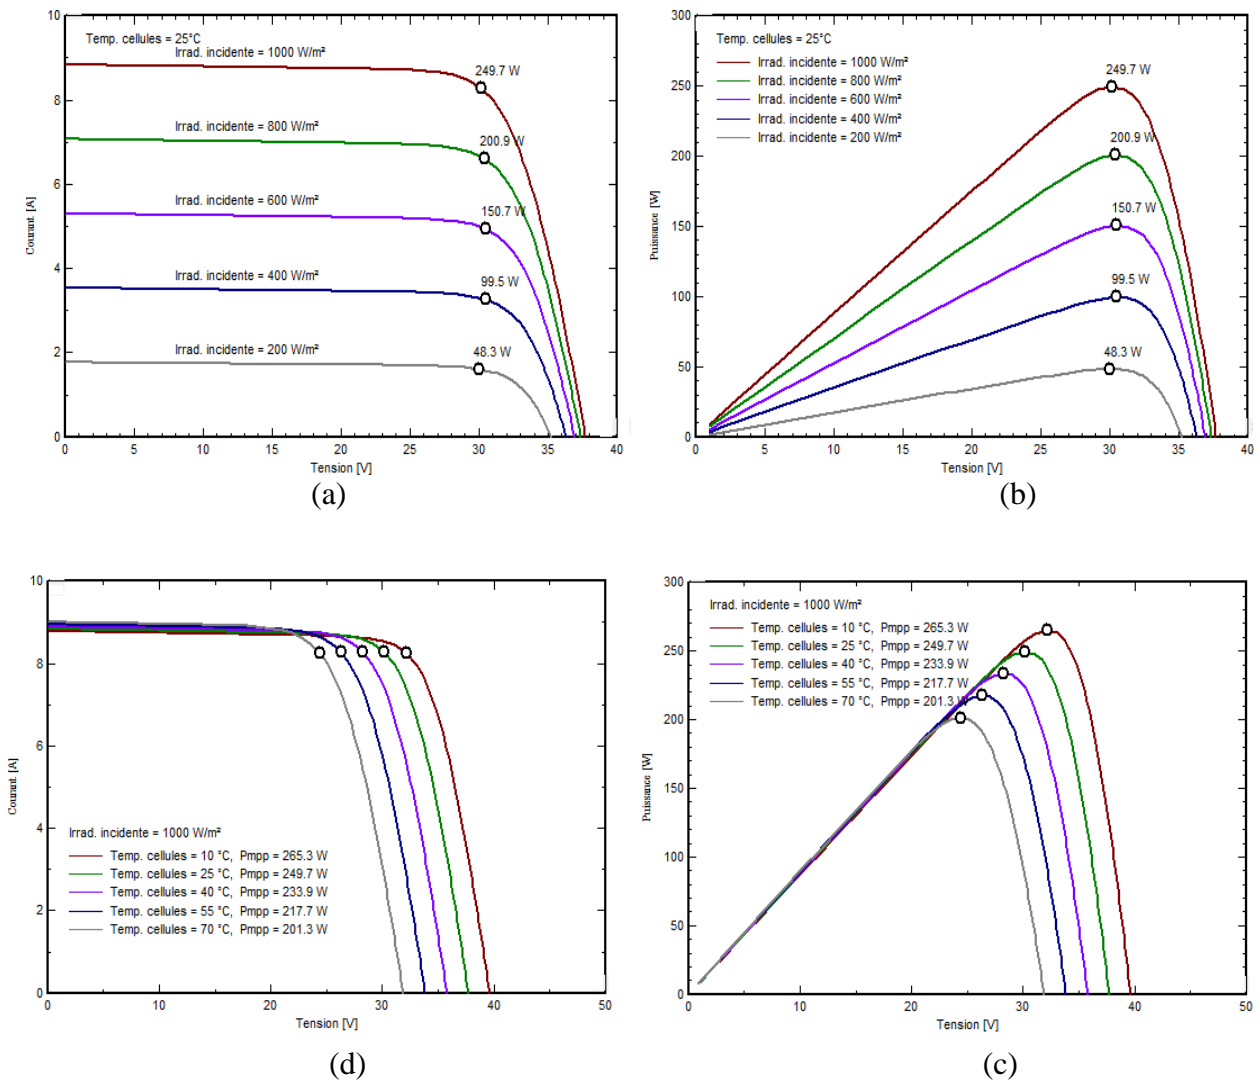 10
8
6
4
2
0
Courant. [A]
Temp. cellules = 25°C
Irrad. incidente = 1000 W/m²
249.7 W
Irrad. incidente = 800 W/m²
200.9 W
Irrad. incidente = 600 W/m²
150.7 W
Irrad. incidente = 400 W/m²
99.5 W
Irrad. incidente = 200 W/m²
48.3 W
0 5 10 15 20 25 30 35 40
Tension [V]
(a)
300
250
200
150
100
50
0
Puissance [W]
Temp. cellules = 25°C
Irrad. incidente = 1000 W/m²
Irrad. incidente = 800 W/m²
Irrad. incidente = 600 W/m²
Irrad. incidente = 400 W/m²
Irrad. incidente = 200 W/m²
249.7 W
200.9 W
150.7 W
99.5 W
48.3 W
0 5 10 15 20 25 30 35 40
Tension [V]
(b)
10
8
6
4
2
0
Courant. [A]
Irrad. incidente = 1000 W/m²
Temp. cellules = 10 °C, Pmpp = 265.3 W
Temp. cellules = 25 °C, Pmpp = 249.7 W
Temp. cellules = 40 °C, Pmpp = 233.9 W
Temp. cellules = 55 °C, Pmpp = 217.7 W
Temp. cellules = 70 °C, Pmpp = 201.3 W
0 10 20 30 40 50
Tension [V]
(d)
300
250
200
150
100
50
0
Puissance [W]
Irrad. incidente = 1000 W/m²
Temp. cellules = 10 °C, Pmpp = 265.3 W
Temp. cellules = 25 °C, Pmpp = 249.7 W
Temp. cellules = 40 °C, Pmpp = 233.9 W
Temp. cellules = 55 °C, Pmpp = 217.7 W
Temp. cellules = 70 °C, Pmpp = 201.3 W
0 10 20 30 40 50
Tension [V]
(c)